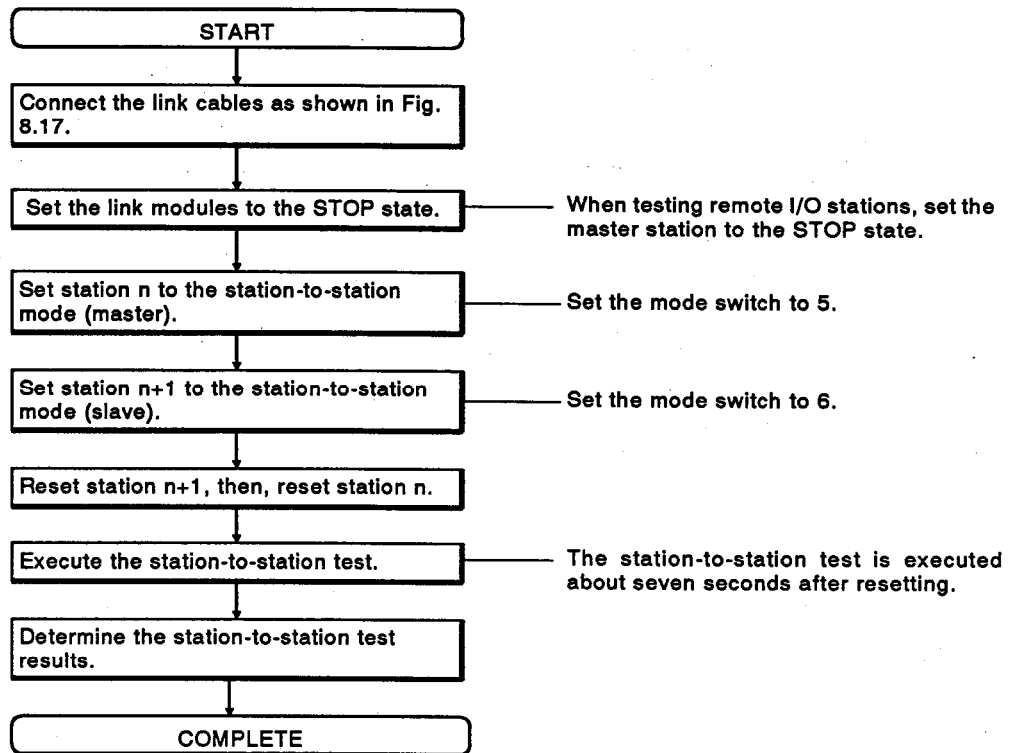 START
Connect the link cables as shown in Fig.
8.17.
Set the link modules to the STOP state.
When testing remote I/O stations, set the
master station to the STOP state.
Set station n to the station-to-station
mode (master).
Set the mode switch to 5.
Set station n+1 to the station-to-station
mode (slave).
Set the mode switch to 6.
Reset station n+1, then, reset station n.
Execute the station-to-station test.
The station-to-station test is executed
about seven seconds after resetting.
Determine the station-to-station test
results.
COMPLETE